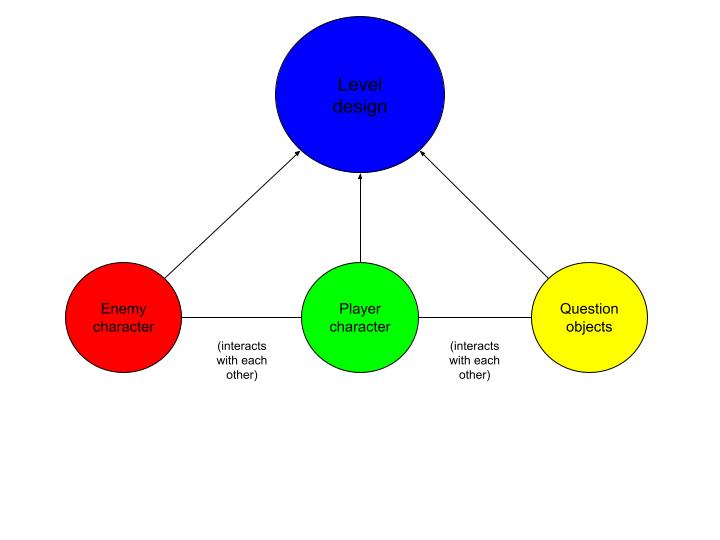 Level
design
Enemy
character
Player
character
Question
objects
(interacts
with each
other)
(interacts
with each
other)